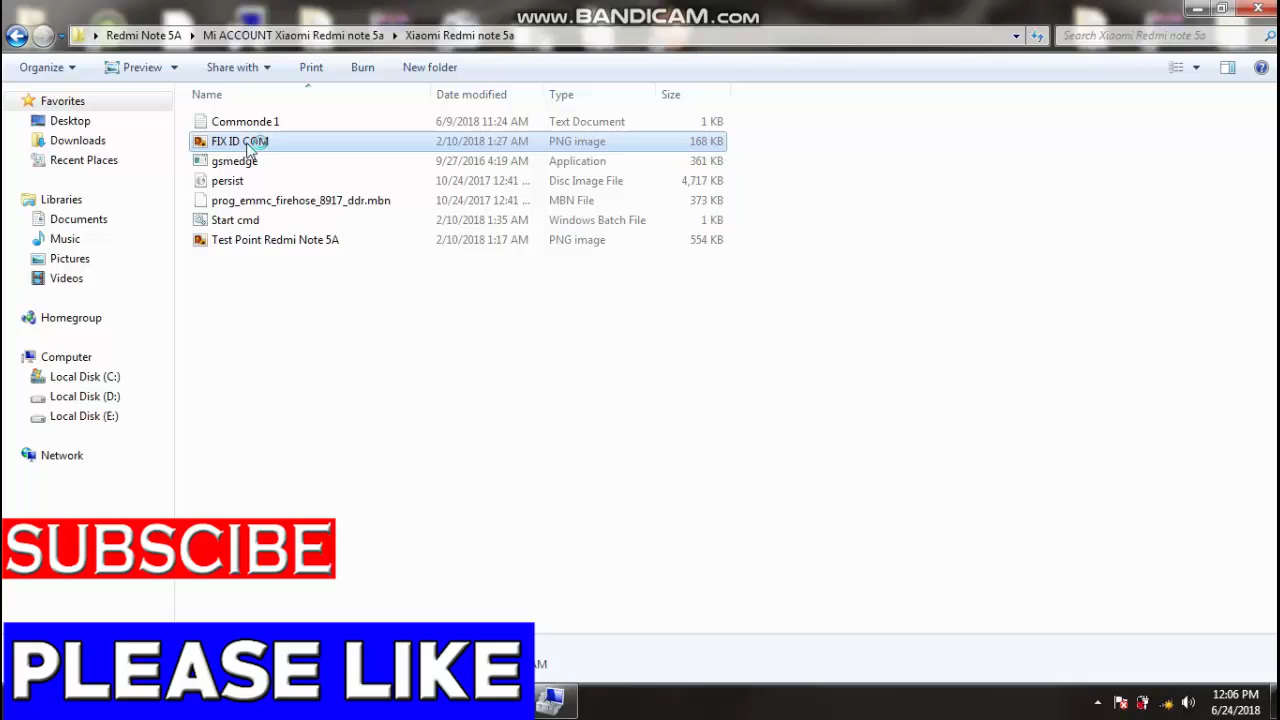 www.BANDICAM.com
Redmi Note 5A Mi ACCOUNT Xiaomi Redmi note 5a Xiaomi Redmi note 5a Search Xiaomi Redmi note 5a
Organize Preview Share with Print Burn New folder
Favorites
Desktop
Downloads
Recent Places
Libraries
Documents
Music
Pictures
Videos
Homegroup
Computer
Local Disk (C:)
Local Disk (D:)
Local Disk (E:)
Network
Name Date modified Type Size
Commonde 1 6/9/2018 11:24 AM Text Document 1 KB
FIX ID COM 2/10/2018 1:27 AM PNG image 168 KB
gsmedge 9/27/2016 4:19 AM Application 361 KB
persist 10/24/2017 12:41 ... Disc Image File 4,717 KB
prog_emmc_firehose_8917_ddr.mbn 10/24/2017 12:41 ... MBN File 373 KB
Start cmd 2/10/2018 1:35 AM Windows Batch File 1 KB
Test Point Redmi Note 5A 2/10/2018 1:17 AM PNG image 554 KB
SUBSCIBE
PLEASE LIKE
AM
12:06 PM
6/24/2018